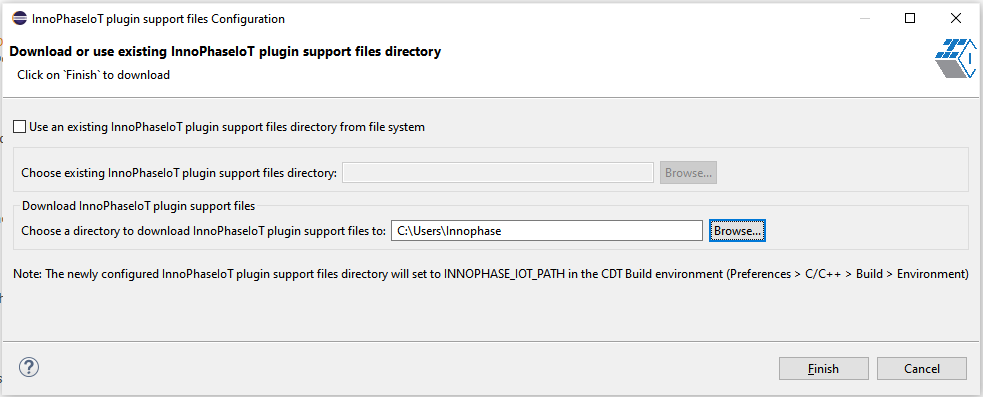 InnoPhaseIoT plugin support files Configuration
Download or use existing InnoPhaseIoT plugin support files directory
Click on `Finish` to download
Use an existing InnoPhaseIoT plugin support files directory from file system
Choose existing InnoPhaseIoT plugin support files directory: Browse...
Download InnoPhaseIoT plugin support files
Choose a directory to download InnoPhaseIoT plugin support files to: C:\Users\Innophase Browse...
Note: The newly configured InnoPhaseIoT plugin support files directory will set to INNOPHASE_IOT_PATH in the CDT Build environment (Preferences > C/C++ > Build > Environment)
? Finish Cancel